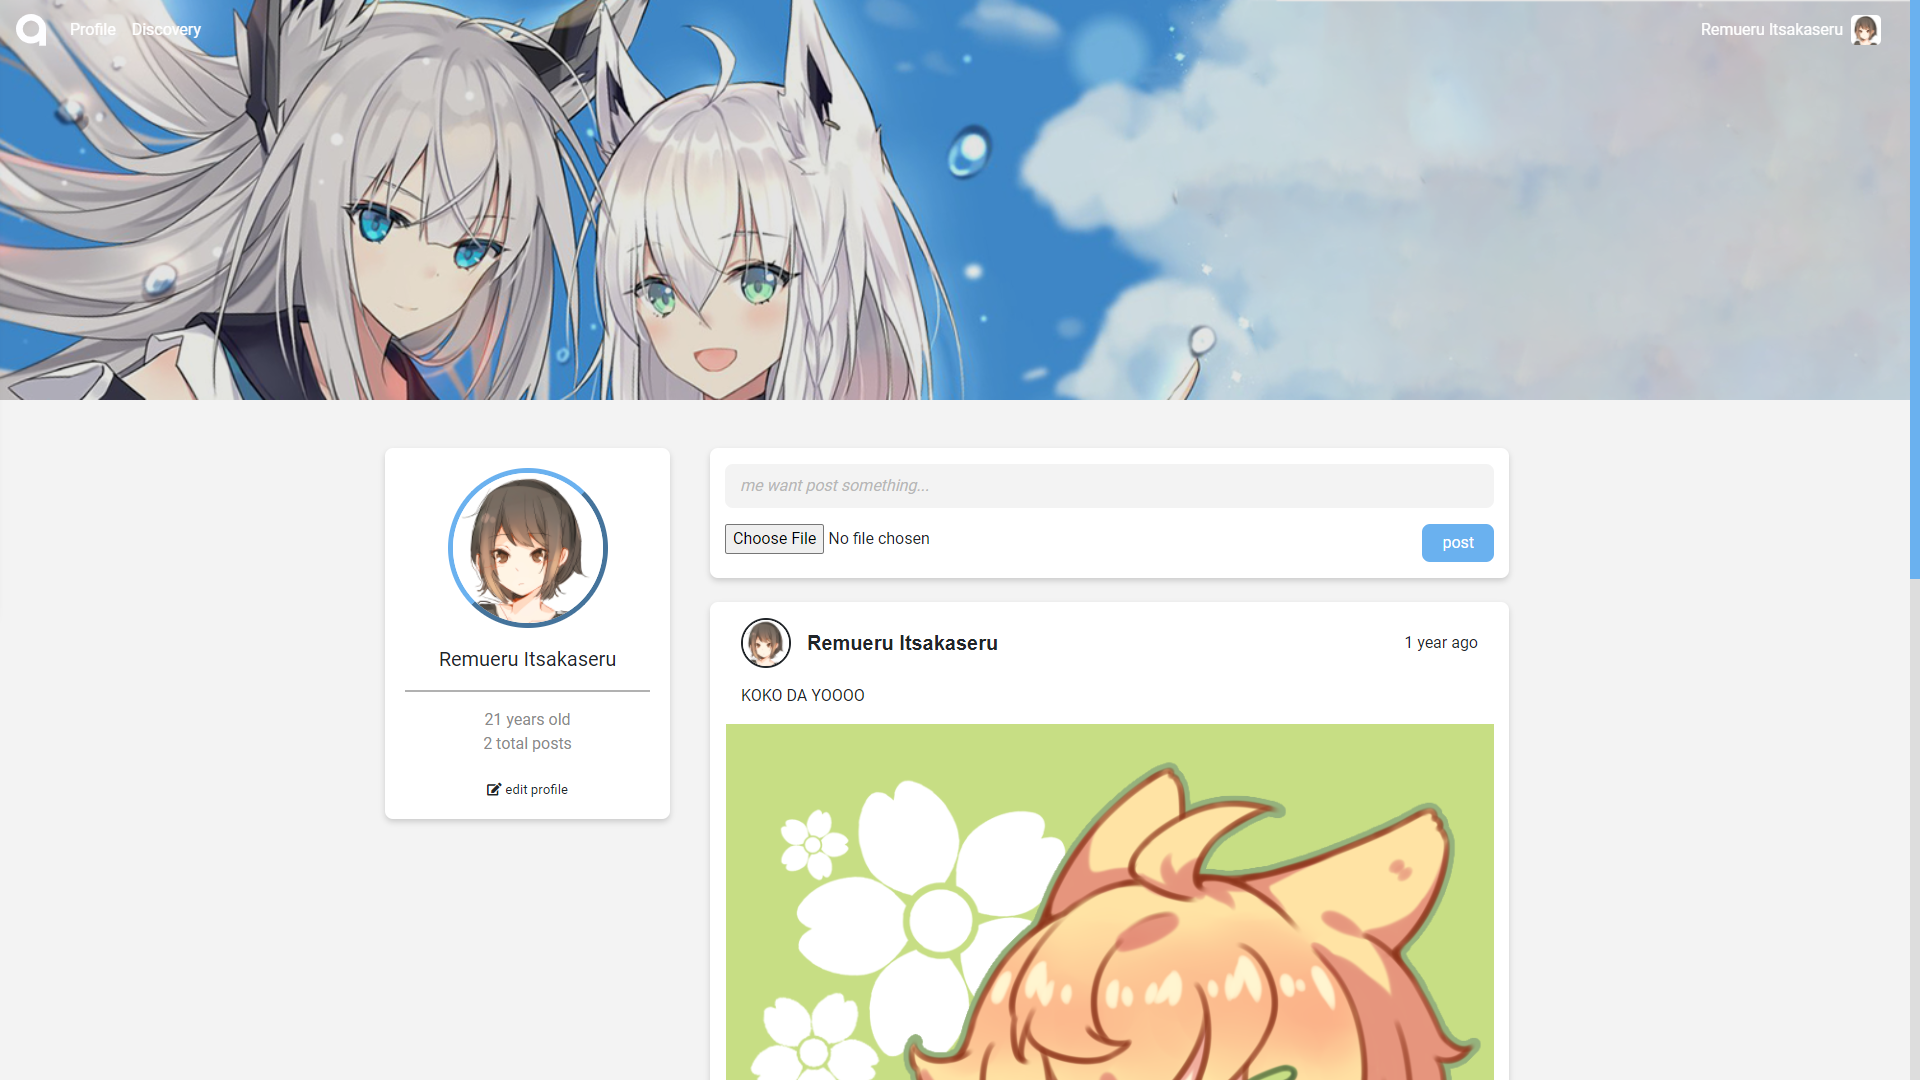 Profile Discovery
Remueru Itsakaseru
Remueru Itsakaseru
21 years old
2 total posts
edit profile
me want post something...
Choose File No file chosen
post
Remueru Itsakaseru
1 year ago
KOKO DA YOOOO